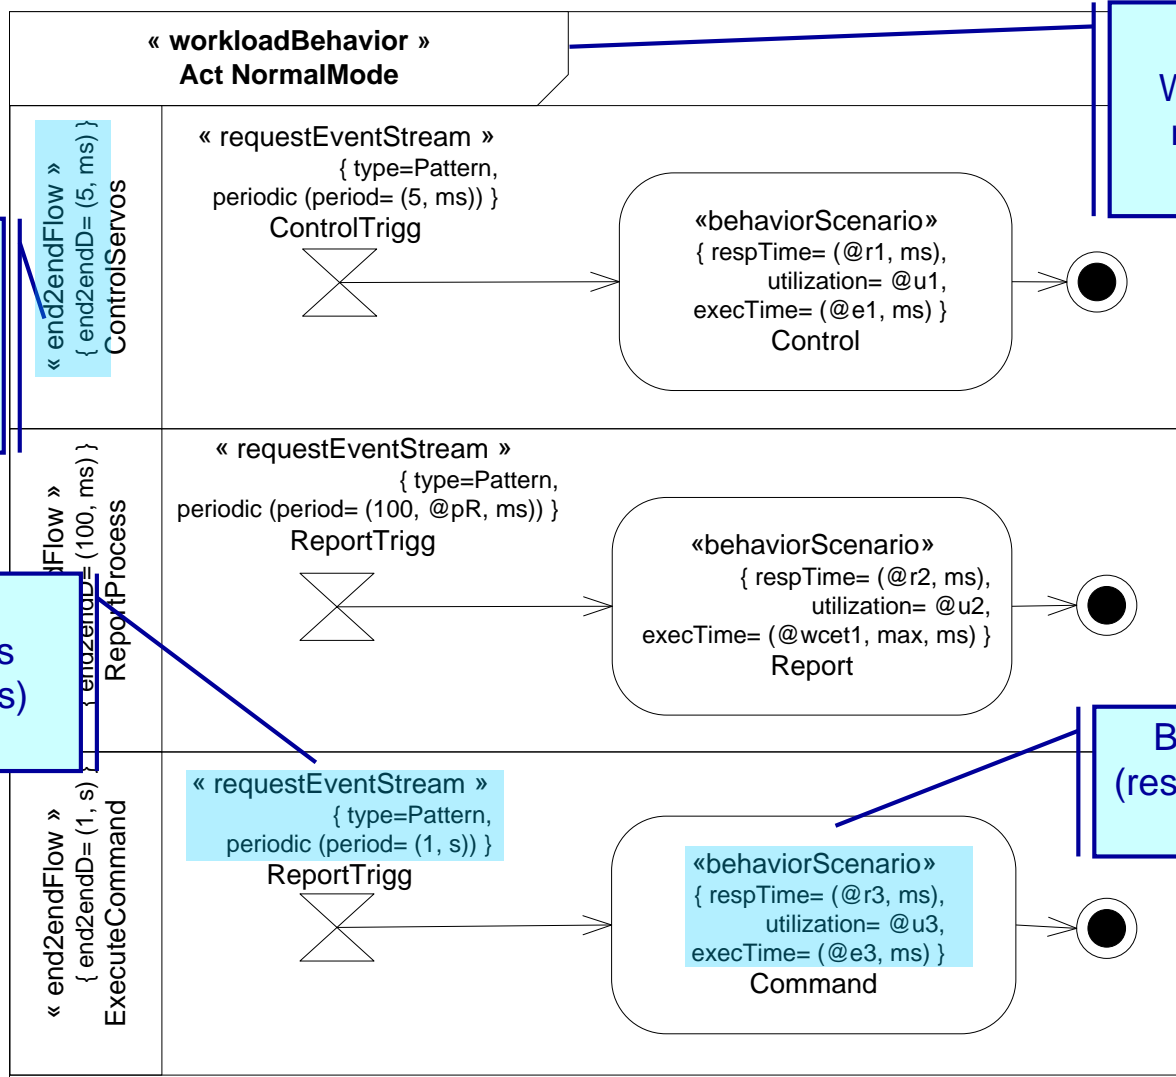 « workloadBehavior »
Act NormalMode
« end2endFlow »
{ end2endD= (5, ms) }
ControlServos
« requestEventStream »
{ type=Pattern,
periodic (period= (5, ms)) }
ControlTrigg
«behaviorScenario»
{ respTime= (@r1, ms),
utilization= @u1,
execTime= (@e1, ms) }
Control
dFlow »
{ end2endD= (100, ms) }
ReportProcess
« requestEventStream »
{ type=Pattern,
periodic (period= (100, @pR, ms)) }
ReportTrigg
«behaviorScenario»
{ respTime= (@r2, ms),
utilization= @u2,
execTime= (@wcet1, max, ms) }
Report
s
s)
« end2endFlow »
{ end2endD= (1, s) }
ExecuteCommand
« requestEventStream »
{ type=Pattern,
periodic (period= (1, s)) }
ReportTrigg
«behaviorScenario»
{ respTime= (@r3, ms),
utilization= @u3,
execTime= (@e3, ms) }
Command
B
(res